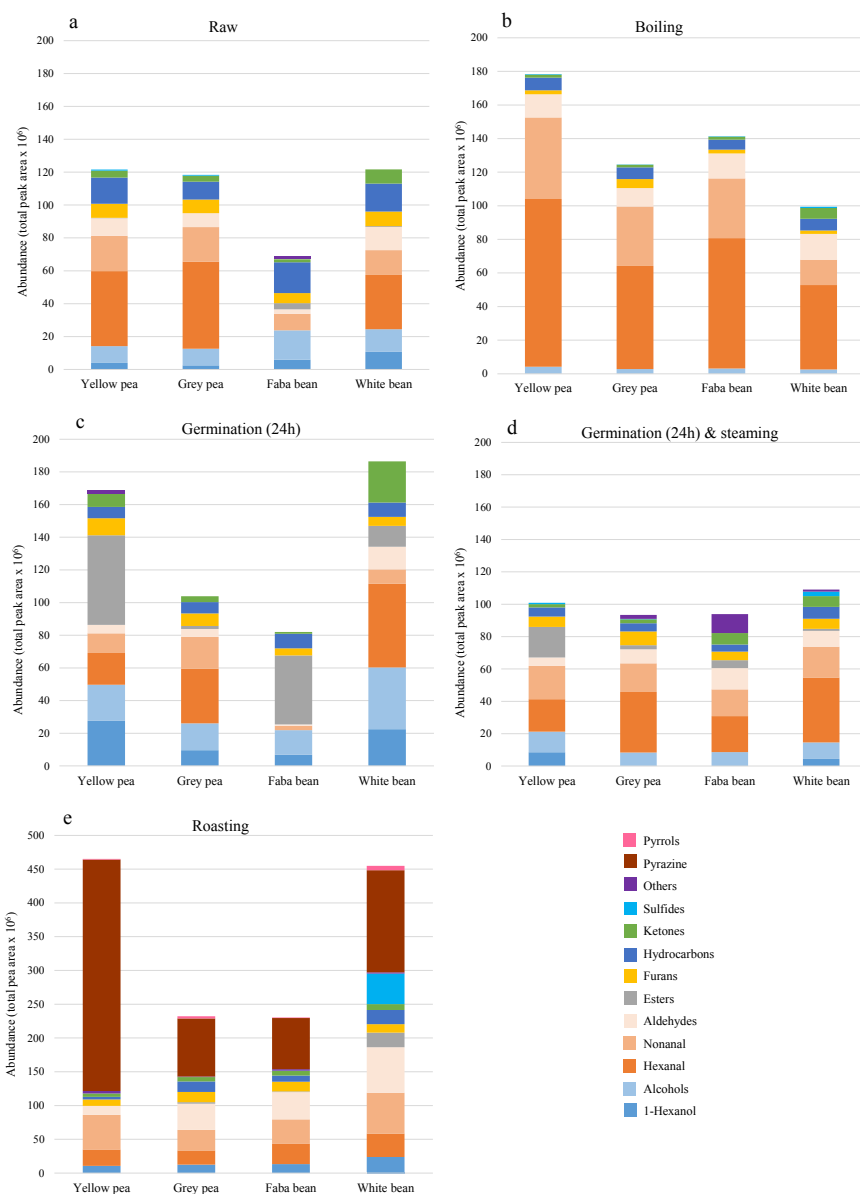 a
Raw
Abundance (total peak area x 10⁶)
200
180
160
140
120
100
80
60
40
20
0
Yellow pea Grey pea Faba bean White bean
b
Boiling
Abundance (total peak area x 10⁶)
200
180
160
140
120
100
80
60
40
20
0
Yellow pea Grey pea Faba bean White bean
c
Germination (24h)
Abundance (total peak area x 10⁶)
200
180
160
140
120
100
80
60
40
20
0
Yellow pea Grey pea Faba bean White bean
d
Germination (24h) & steaming
Abundance (total peak area x 10⁶)
200
180
160
140
120
100
80
60
40
20
0
Yellow pea Grey pea Faba bean White bean
e
Roasting
Abundance (total pea area x 10⁶)
500
450
400
350
300
250
200
150
100
50
0
Yellow pea Grey pea Faba bean White bean
Pyrrols
Pyrazine
Others
Sulfides
Ketones
Hydrocarbons
Furans
Esters
Aldehydes
Nonanal
Hexanal
Alcohols
1-Hexanol